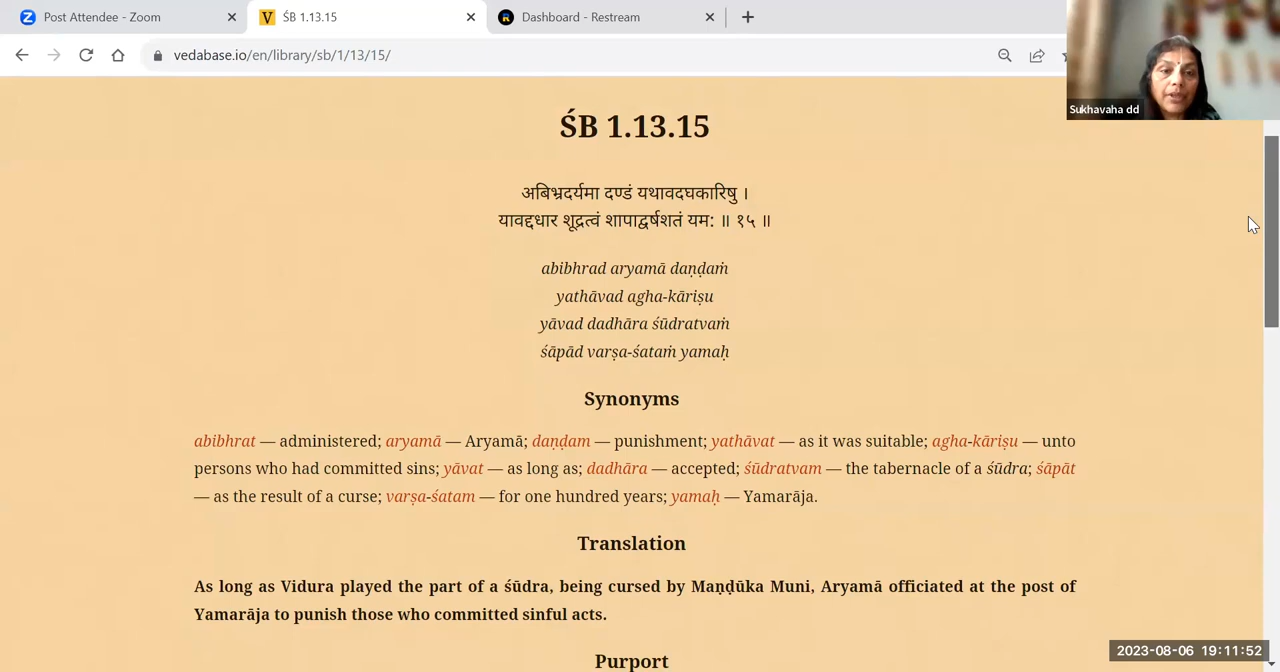 Post Attendee - Zoom
ŚB 1.13.15
Dashboard - Restream
vedabase.io/en/library/sb/1/13/15/
Sukhavaha dd
ŚB 1.13.15
अबिभ्रदर्यमा दण्डं यथावदघकारिषु ।
यावद्दधार शूद्रत्वं शापाद्वर्षशतं यम: ॥ १५ ॥
abibhrad aryamā daṇḍaṁ
yathāvad agha-kāriṣu
yāvad dadhāra śūdratvaṁ
śāpād varṣa-śataṁ yamaḥ
Synonyms
abibhrat — administered; aryamā — Aryamā; daṇḍam — punishment; yathāvat — as it was suitable; agha-kāriṣu — unto
persons who had committed sins; yāvat — as long as; dadhāra — accepted; śūdratvam — the tabernacle of a śūdra; śāpāt
— as the result of a curse; varṣa-śatam — for one hundred years; yamaḥ — Yamarāja.
Translation
As long as Vidura played the part of a śūdra, being cursed by Maṇḍūka Muni, Aryamā officiated at the post of
Yamarāja to punish those who committed sinful acts.
Purport
2023-08-06 19:11:52